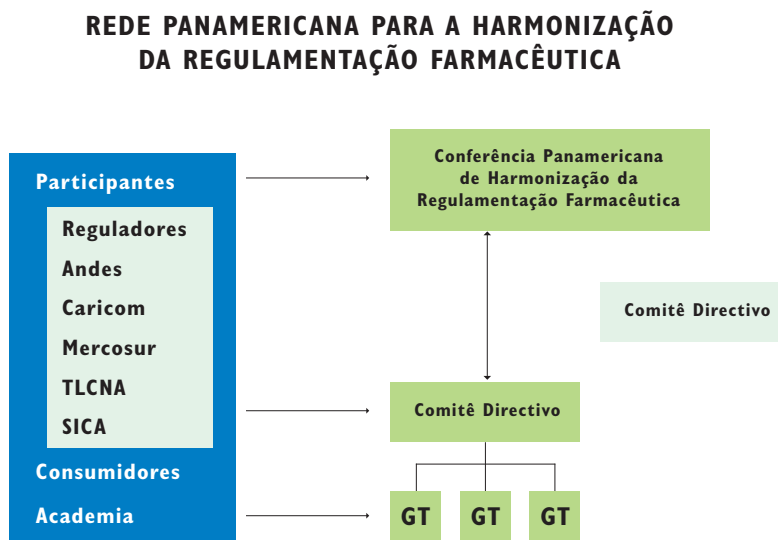 REDE PANAMERICANA PARA A HARMONIZAÇÃO
DA REGULAMENTAÇÃO FARMACÊUTICA
Participantes
Reguladores
Andes
Caricom
Mercosur
TLCNA
SICA
Consumidores
Academia
Conferência Panamericana
de Harmonização da
Regulamentação Farmacêutica
Comitê Directivo
Comitê Directivo
GT
GT
GT